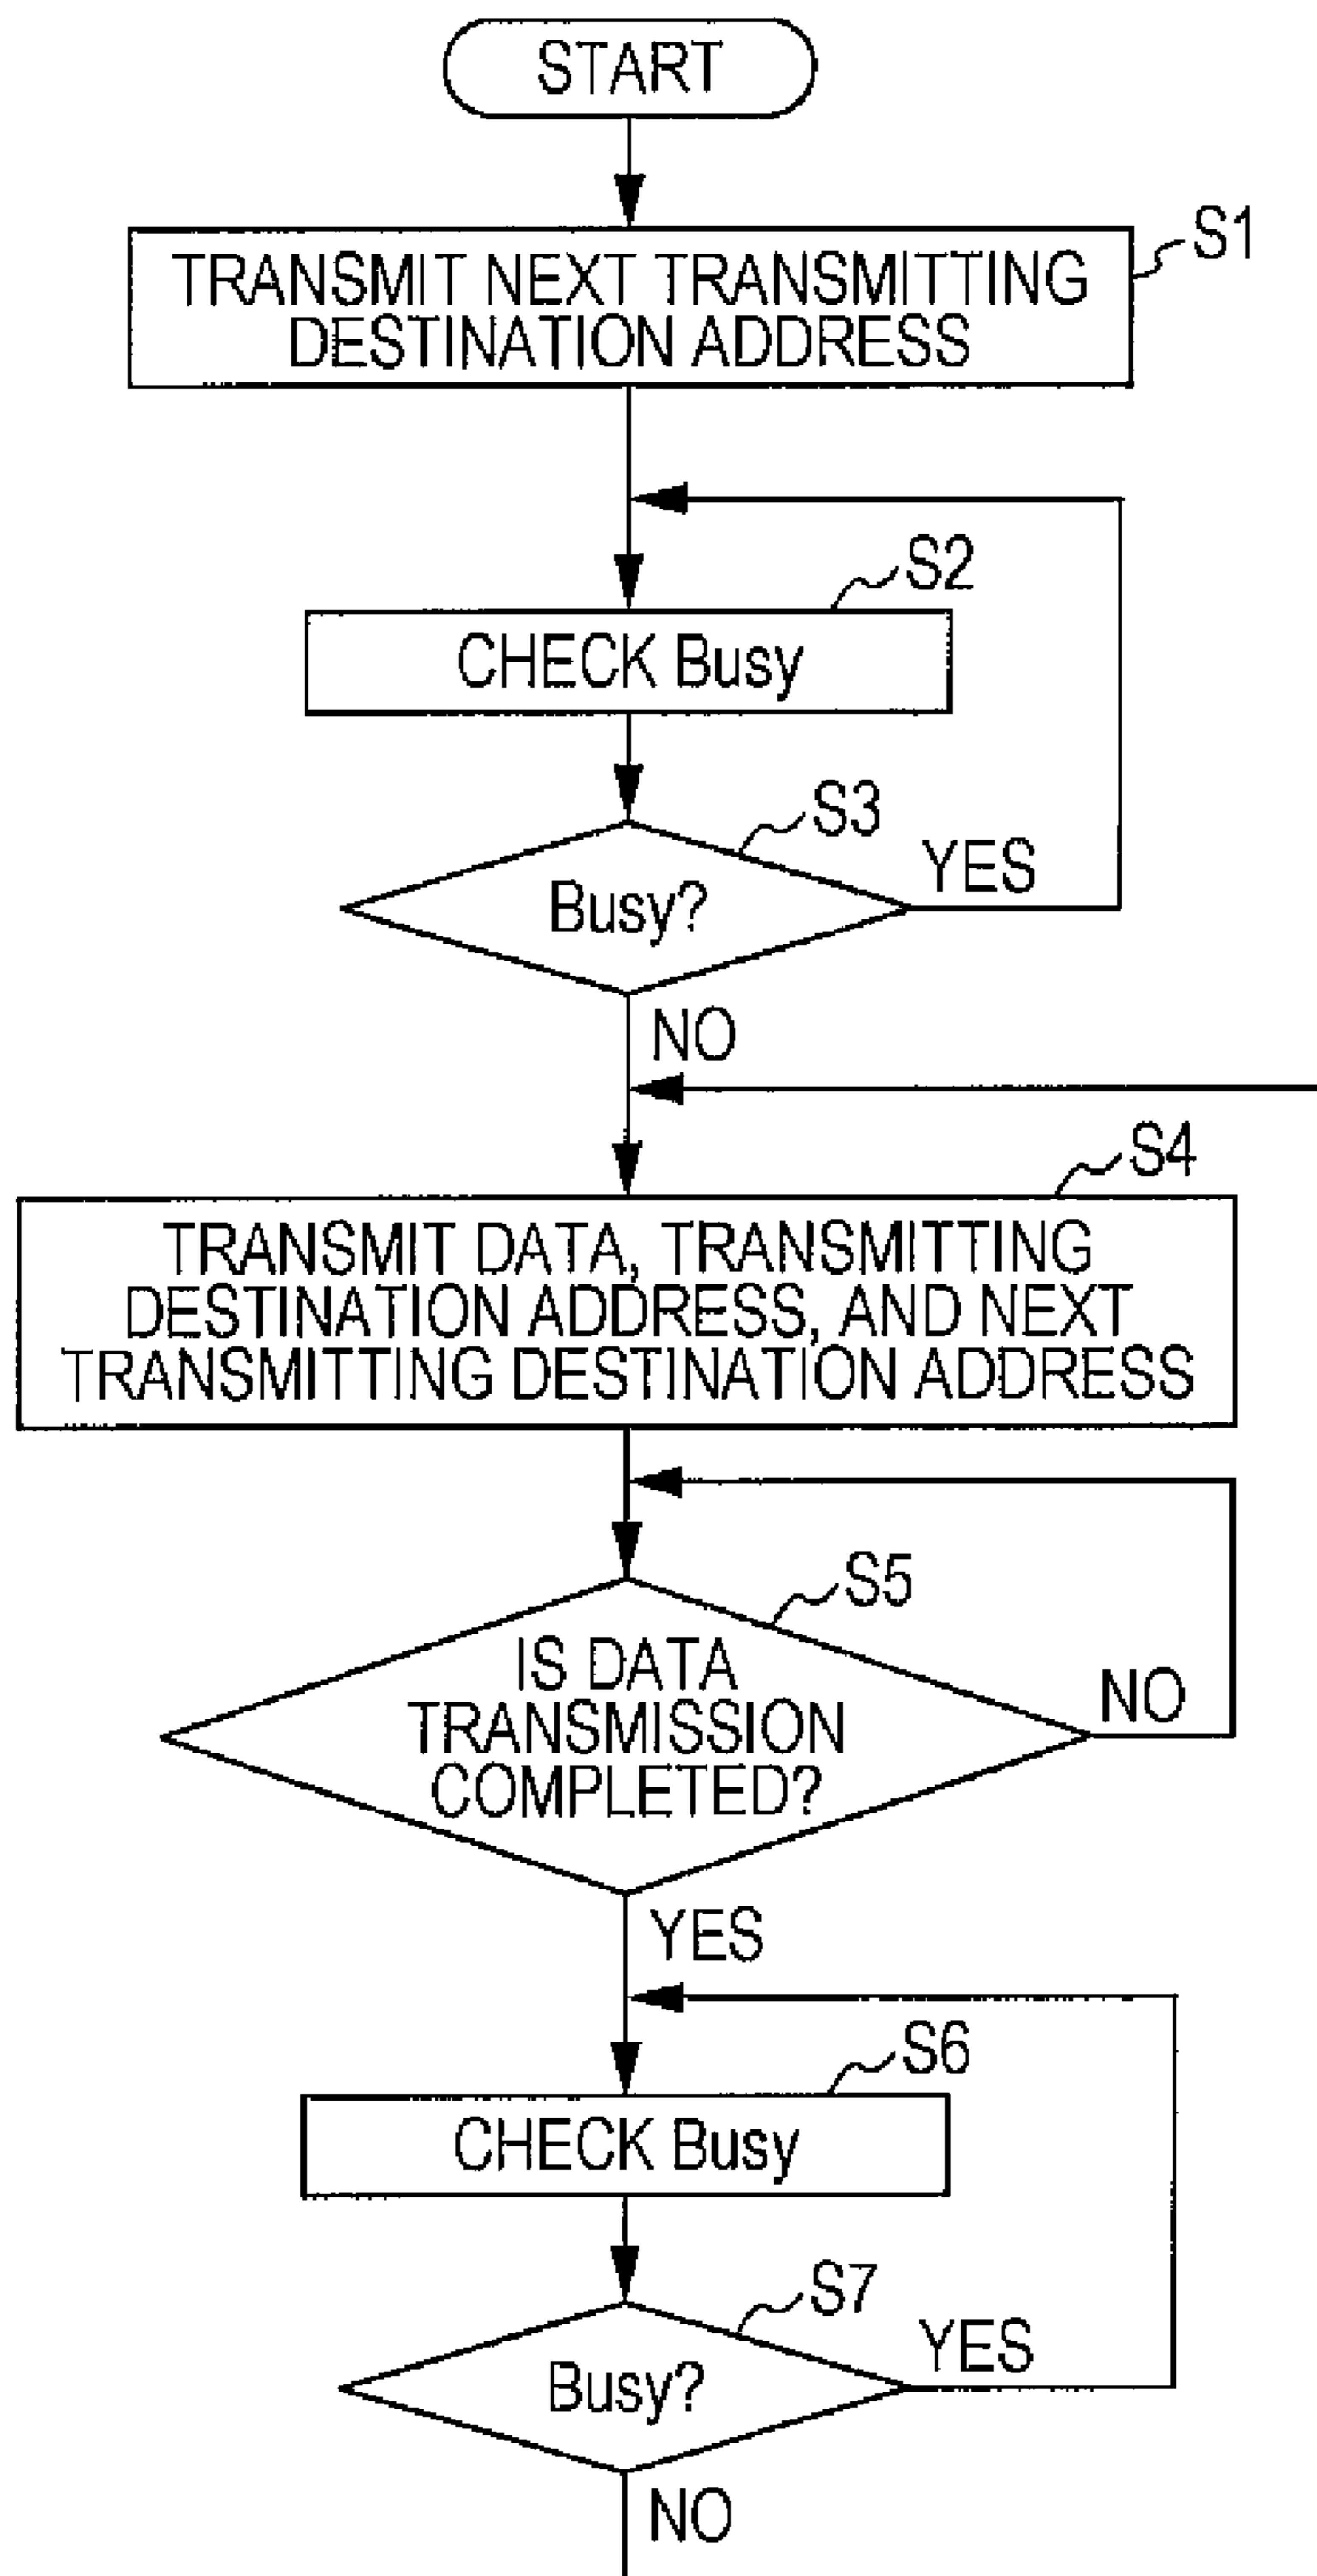 START
S1
TRANSMIT NEXT TRANSMITTING
DESTINATION ADDRESS
S2
CHECK Busy
S3
Busy?
YES
NO
S4
TRANSMIT DATA, TRANSMITTING
DESTINATION ADDRESS, AND NEXT
TRANSMITTING DESTINATION ADDRESS
S5
IS DATA
TRANSMISSION
COMPLETED?
NO
YES
S6
CHECK Busy
S7
Busy?
YES
NO